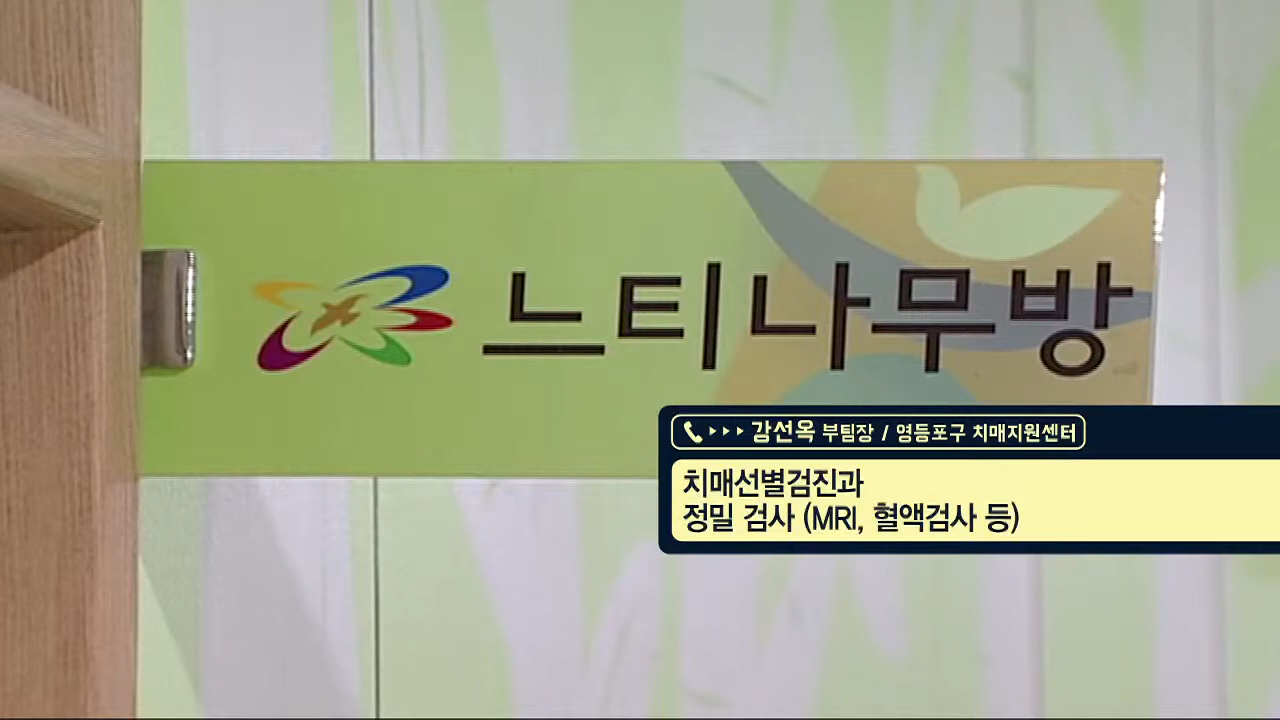 느티나무방
▸▸▸ 감선옥 부팀장 / 영등포구 치매지원센터
치매선별검진과
정밀 검사 (MRI, 혈액검사 등)